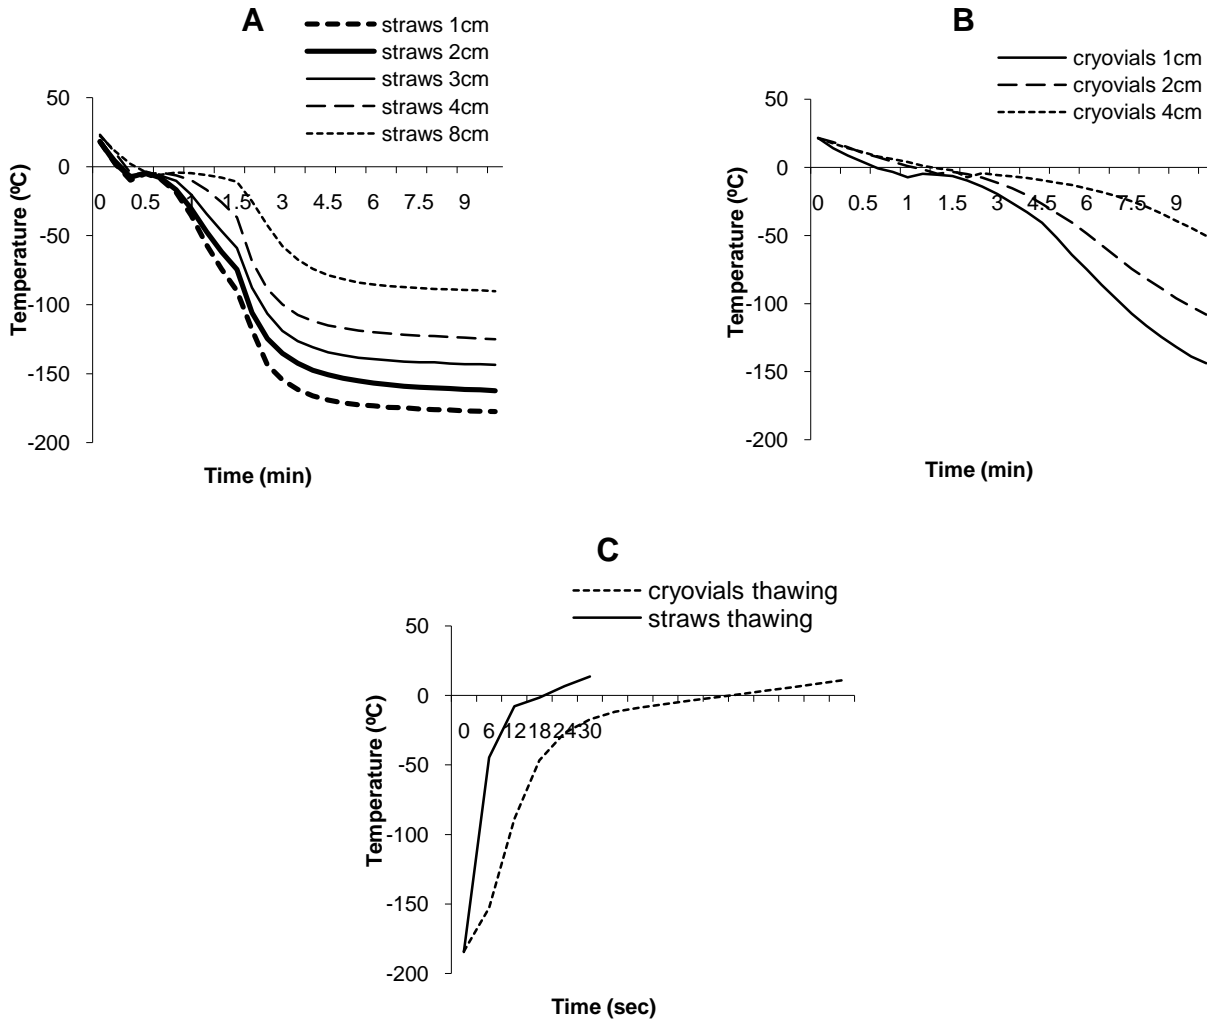 A
straws 1cm
straws 2cm
straws 3cm
straws 4cm
straws 8cm
50
0
-50
-100
-150
-200
0 0.5 1 1.5 3 4.5 6 7.5 9
Temperature (ºC)
Time (min)
B
cryovials 1cm
cryovials 2cm
cryovials 4cm
50
0
-50
-100
-150
-200
0 0.5 1 1.5 3 4.5 6 7.5 9
Temperature (ºC)
Time (min)
C
cryovials thawing
straws thawing
50
0
-50
-100
-150
-200
0 6 12 18 24 30
Temperature (ºC)
Time (sec)